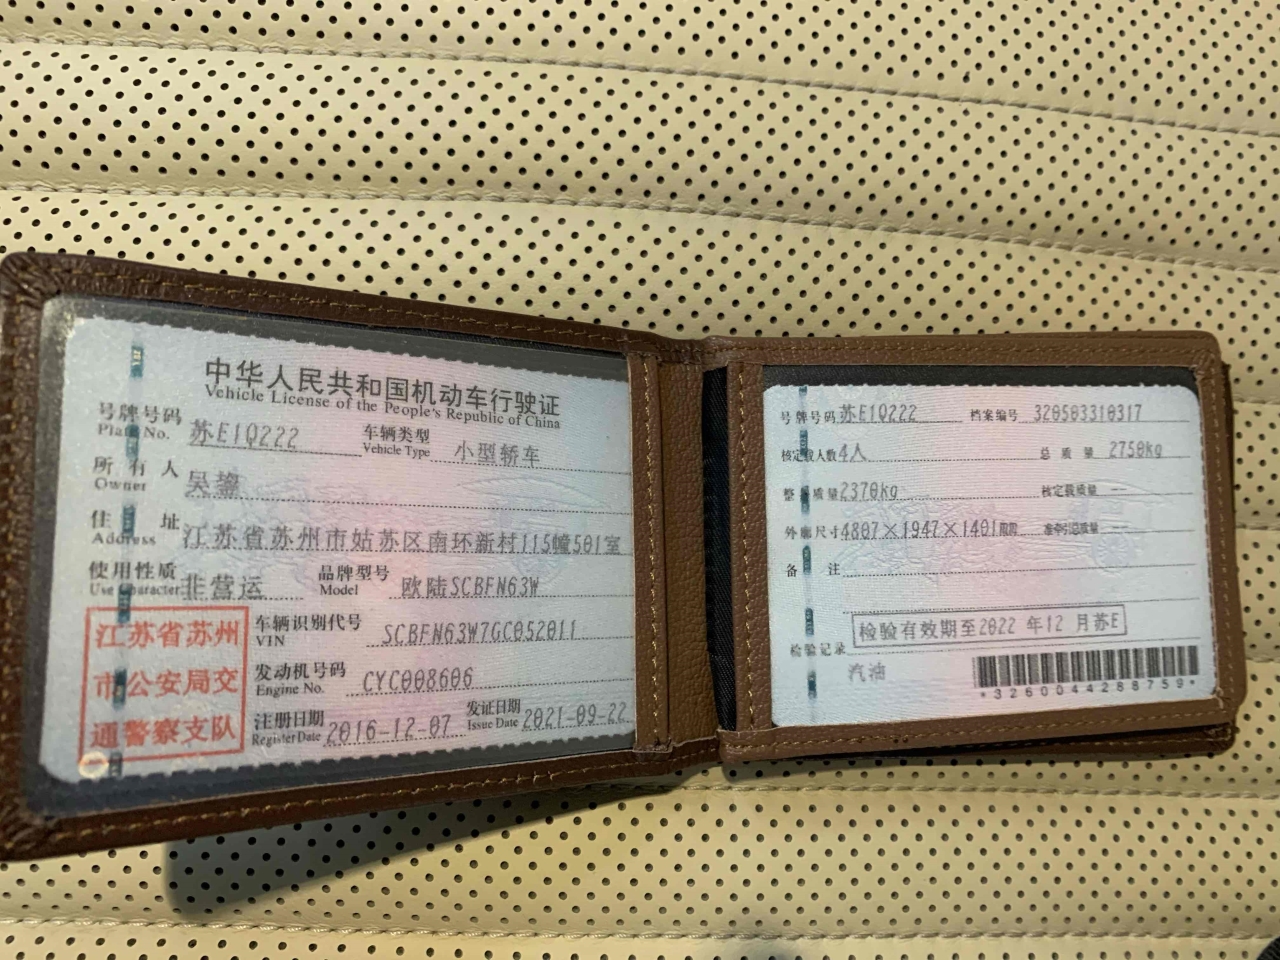 中华人民共和国机动车行驶证
Vehicle License of the People's Republic of China
号牌号码 苏E1Q222 车辆类型 小型轿车
Plate No. Vehicle Type
所有人 吴
Owner
住址 江苏省苏州市姑苏区南环新村115幢501室
Address
使用性质 非营运 品牌型号 欧陆SCBFN63W
Use Character Model
江苏省苏州
市公安局交
通警察支队
车辆识别代号 SCBFN63W7GC052011
VIN
发动机号码 CYC008606
Engine No.
注册日期 2016-12-07 发证日期 2021-09-22
Register Date Issue Date
号牌号码 苏E1Q222 档案编号 320503310317
核定载人数 4人 总质量 2750kg
整备质量 2370kg 核定载质量 --
外廓尺寸 4807×1947×1401mm 准牵引总质量 --
备注
检验有效期至2022 年12 月苏E
检验记录
汽油
*3260044288759*